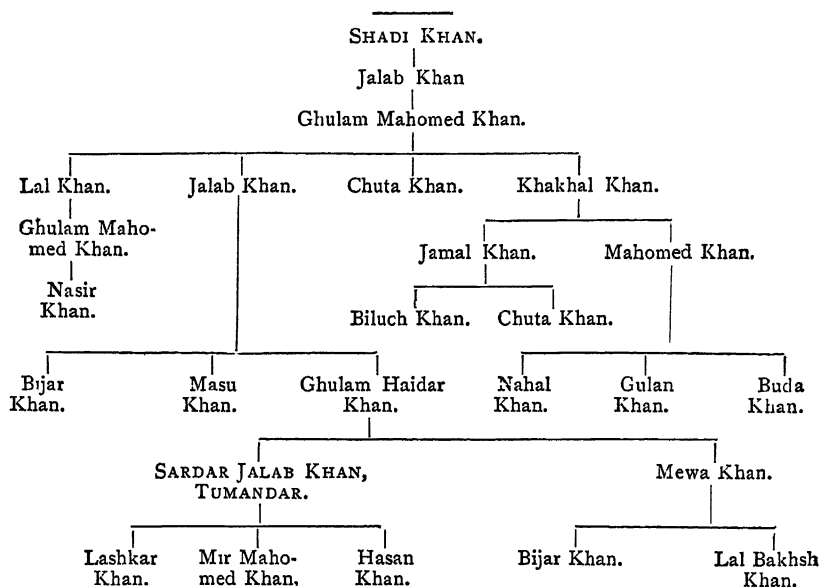 SHADI KHAN.
Jalab Khan
Ghulam Mahomed Khan.
Lal Khan. Jalab Khan. Chuta Khan. Khakhal Khan.
Ghulam Maho-
med Khan.
Jamal Khan. Mahomed Khan.
Nasir
Khan.
Biluch Khan. Chuta Khan.
Bijar Masu Ghulam Haidar Nahal Gulan Buda
Khan. Khan. Khan. Khan. Khan. Khan.
SARDAR JALAB KHAN, Mewa Khan.
TUMANDAR.
Lashkar Mir Maho- Hasan Bijar Khan. Lal Bakhsh
Khan. med Khan, Khan. Khan.